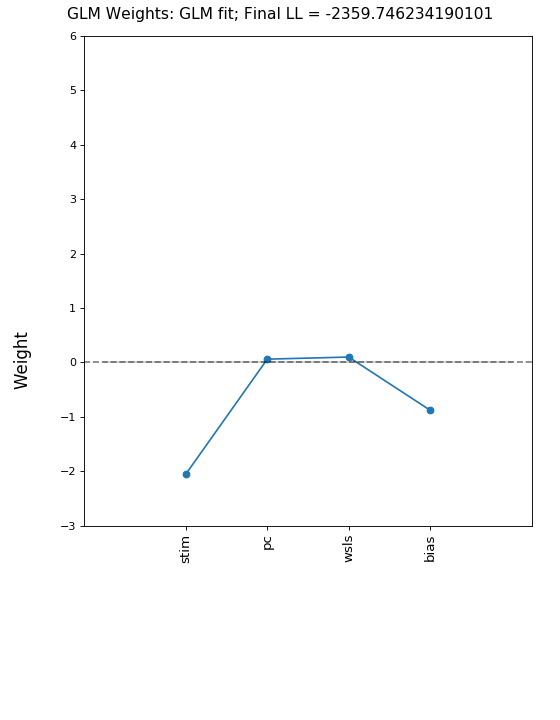 GLM Weights: GLM fit; Final LL = -2359.746234190101
6
5
4
3
2
1
0
−1
−2
−3
Weight
stim
pc
wsls
bias